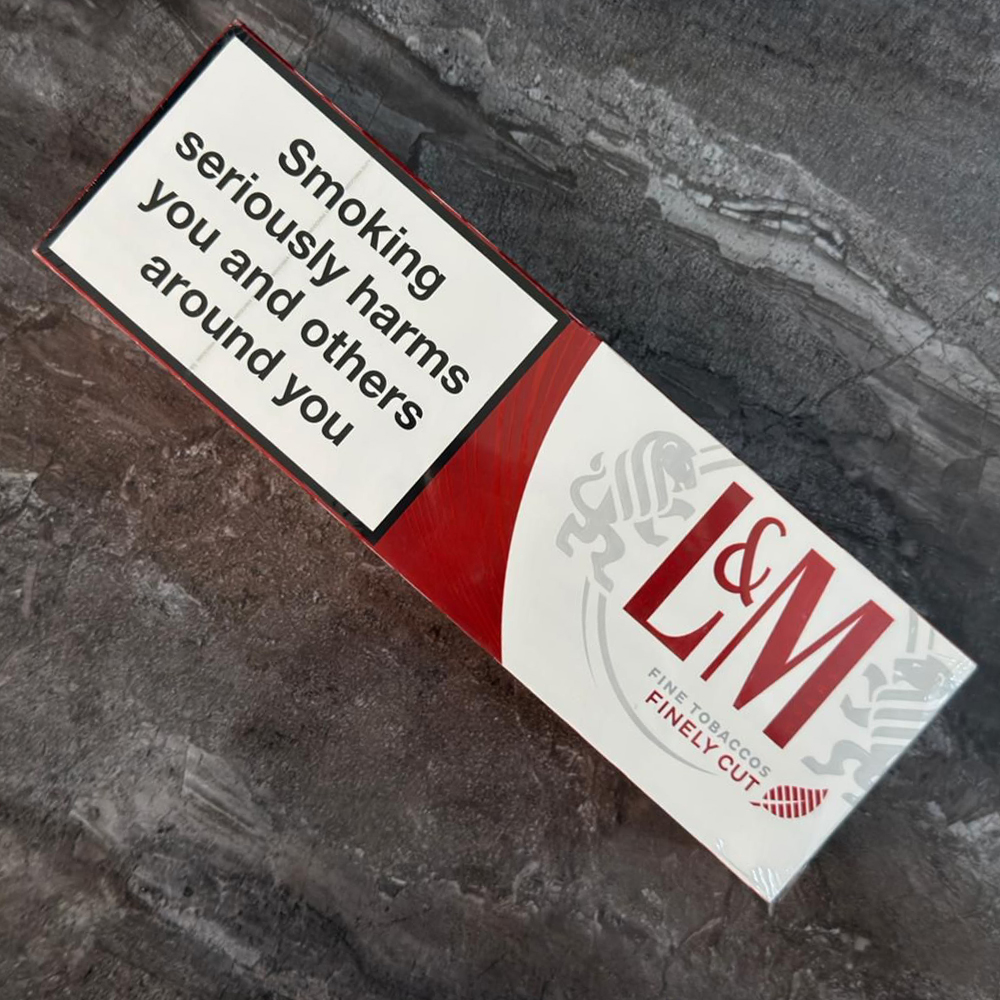 Smoking
seriously harms
you and others
around you
L&M
FINE TOBACCOS
FINELY CUT